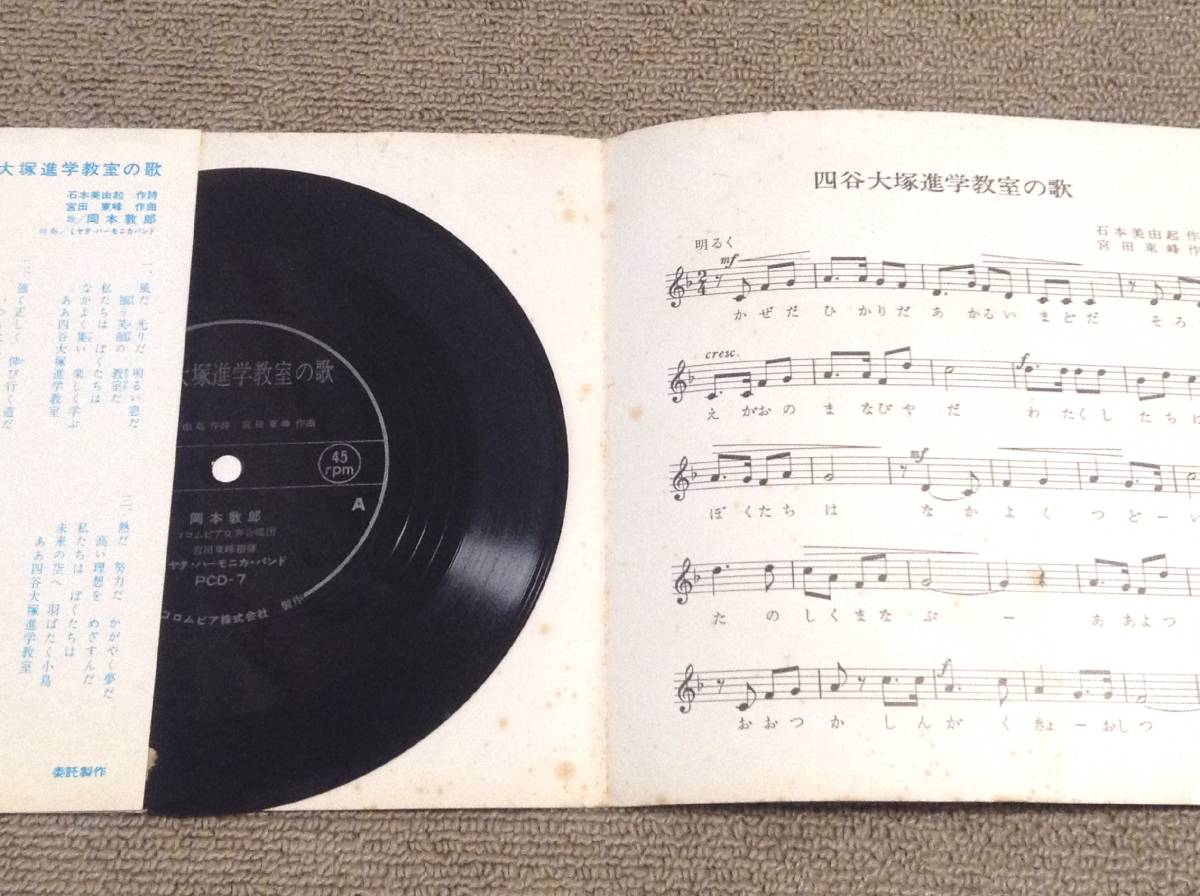 大塚進学教室の歌
石本美由起 作詩
宮田 東峰 作曲
歌/岡本敦郎
伴奏/ミヤタ・ハーモニカバンド
一、
風だ 光りだ 明るい窓だ
揃う笑顔の 教室だ
私たちは ぼくたちは
なかよく集い 楽しく学ぶ
ああ四谷大塚進学教室
二、
強く正しく 伸び行く道だ
三、
熱だ 努力だ かがやく夢だ
高い理想を めざすんだ
私たちは ぼくたちは
未来の空へ 羽ばたく小鳥
ああ四谷大塚進学教室
委託製作
大塚進学教室の歌
由起 作詩 宮田東峰 作曲
45 rpm
A
岡本敦郎
コロムビア女声合唱団
宮田東峰指揮
ヤタ・ハーモニカ・バンド
PCD-7
コロムビア株式会社 製作
四谷大塚進学教室の歌
石本美由起 作
宮田東峰 作
明るく
mf
2/4
かぜだ ひかりだ あかるい まどだ そろ
cresc.
f
えがおの まなびやだ わたくしたちは
mf
ぼくたちは なかよくつどーい
たのしくまなぶー ああよつ
f
おおつかしんがくきょーおしつ